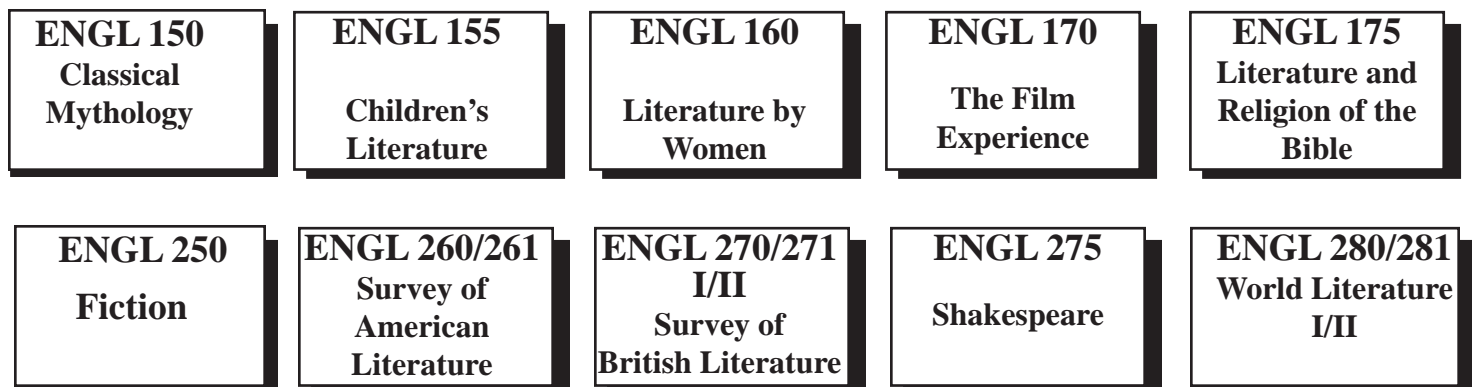 ENGL 150
Classical
Mythology
ENGL 155
Children’s
Literature
ENGL 160
Literature by
Women
ENGL 170
The Film
Experience
ENGL 175
Literature and
Religion of the
Bible
ENGL 250
Fiction
ENGL 260/261
Survey of
American
Literature
ENGL 270/271
I/II
Survey of
British Literature
ENGL 275
Shakespeare
ENGL 280/281
World Literature
I/II